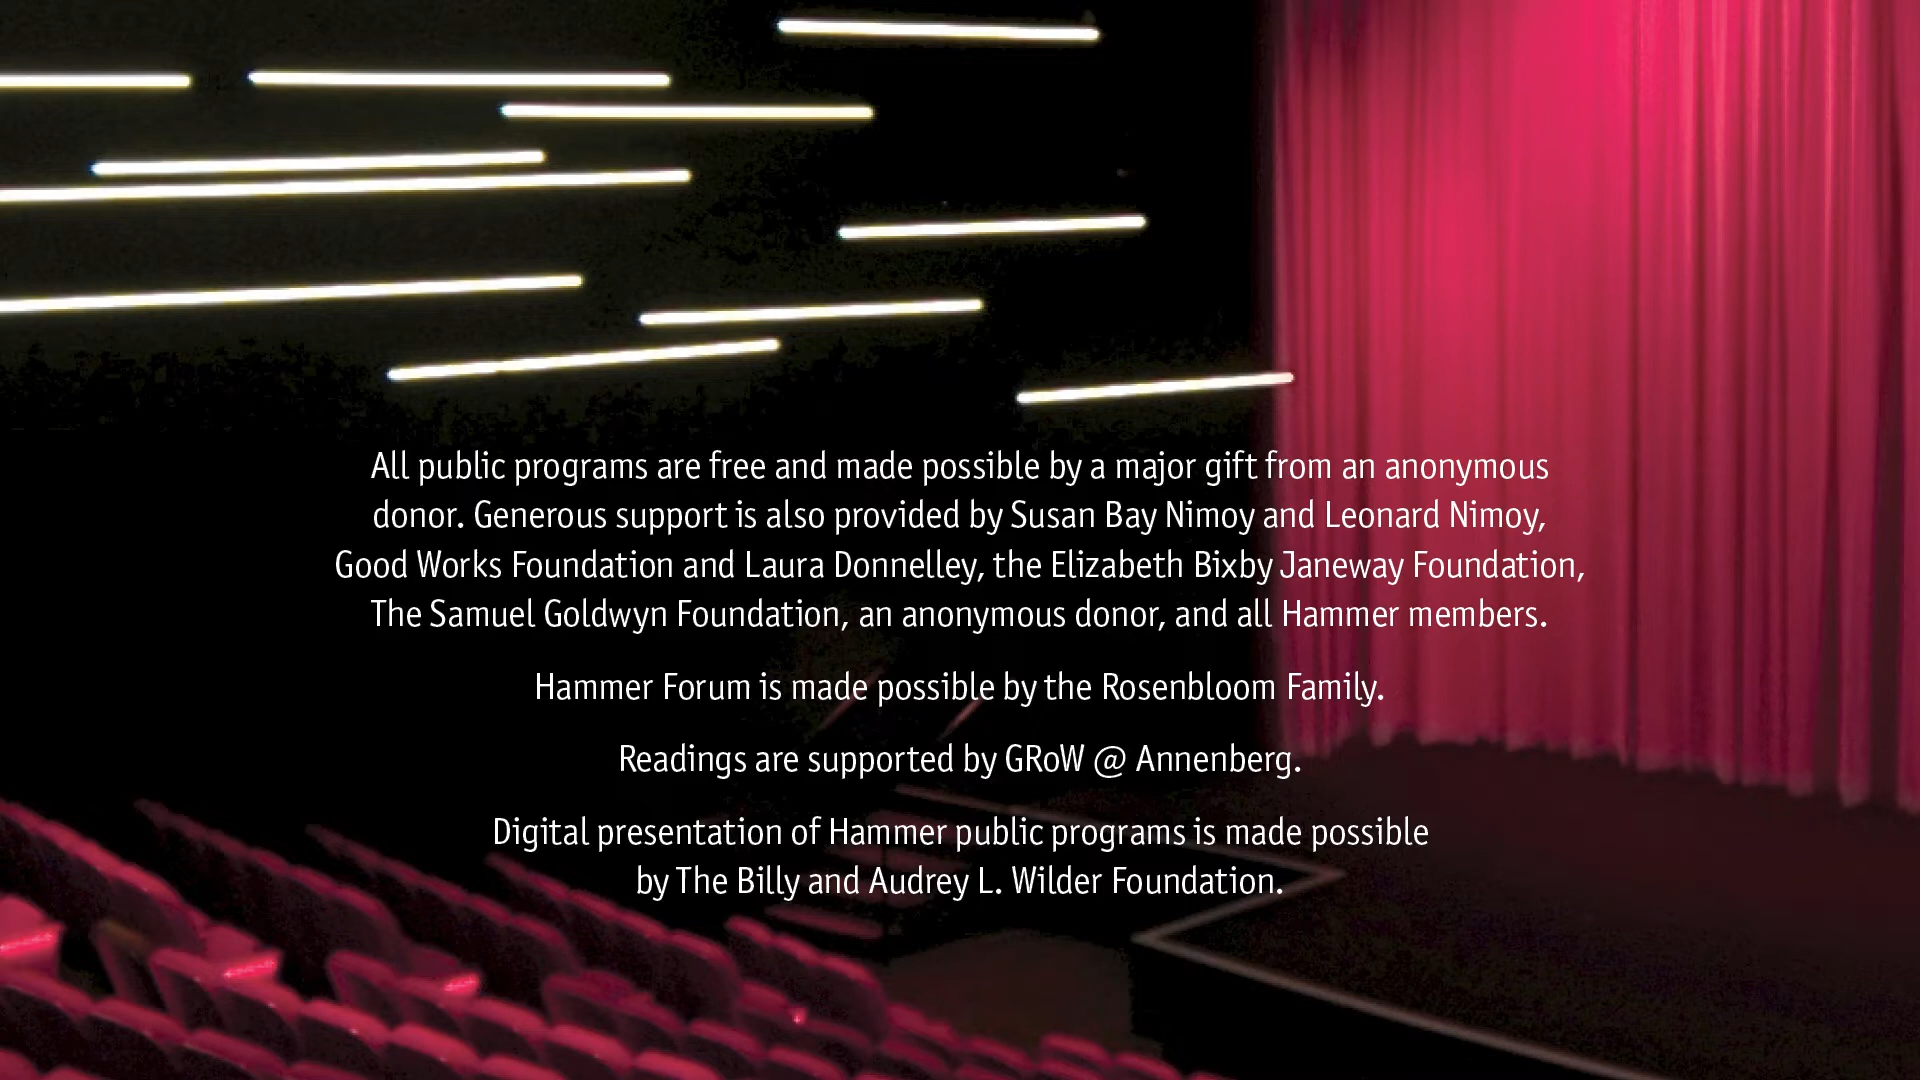 All public programs are free and made possible by a major gift from an anonymous
donor. Generous support is also provided by Susan Bay Nimoy and Leonard Nimoy,
Good Works Foundation and Laura Donnelley, the Elizabeth Bixby Janeway Foundation,
The Samuel Goldwyn Foundation, an anonymous donor, and all Hammer members.
Hammer Forum is made possible by the Rosenbloom Family.
Readings are supported by GRoW @ Annenberg.
Digital presentation of Hammer public programs is made possible
by The Billy and Audrey L. Wilder Foundation.